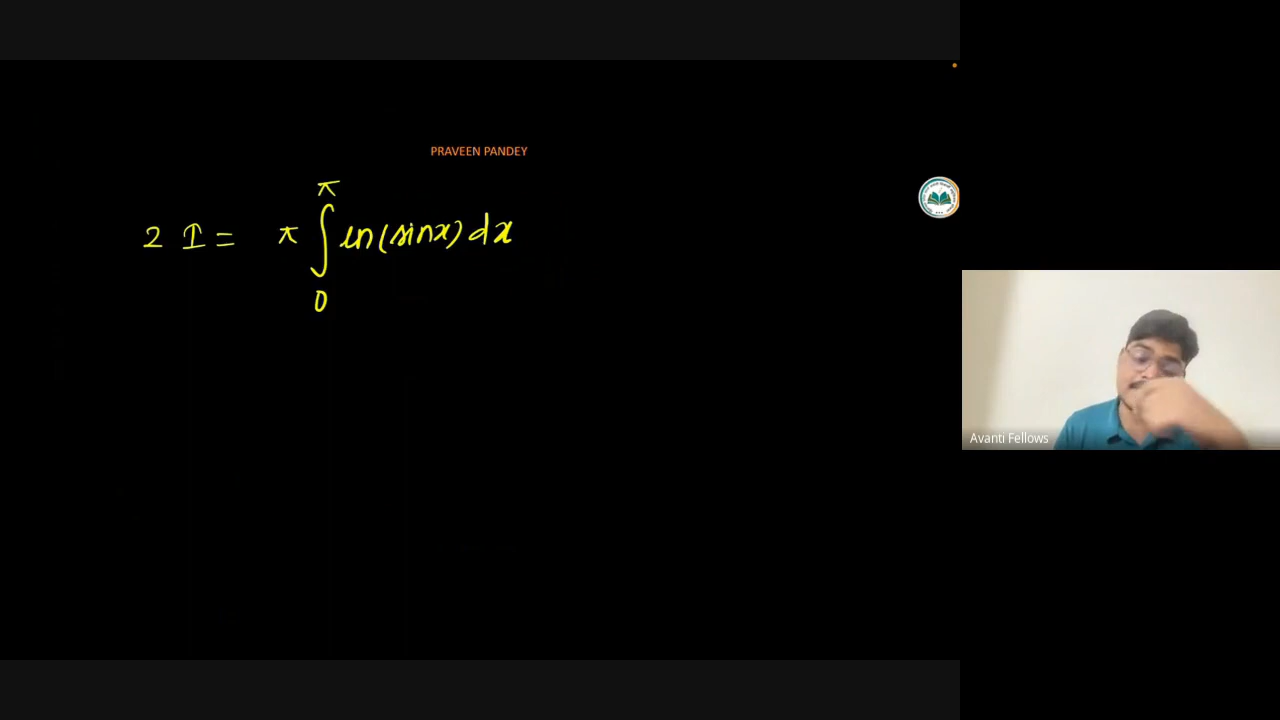 PRAVEEN PANDEY
π
2 I = π ∫ ln(sinx) dx
0
Avanti Fellows